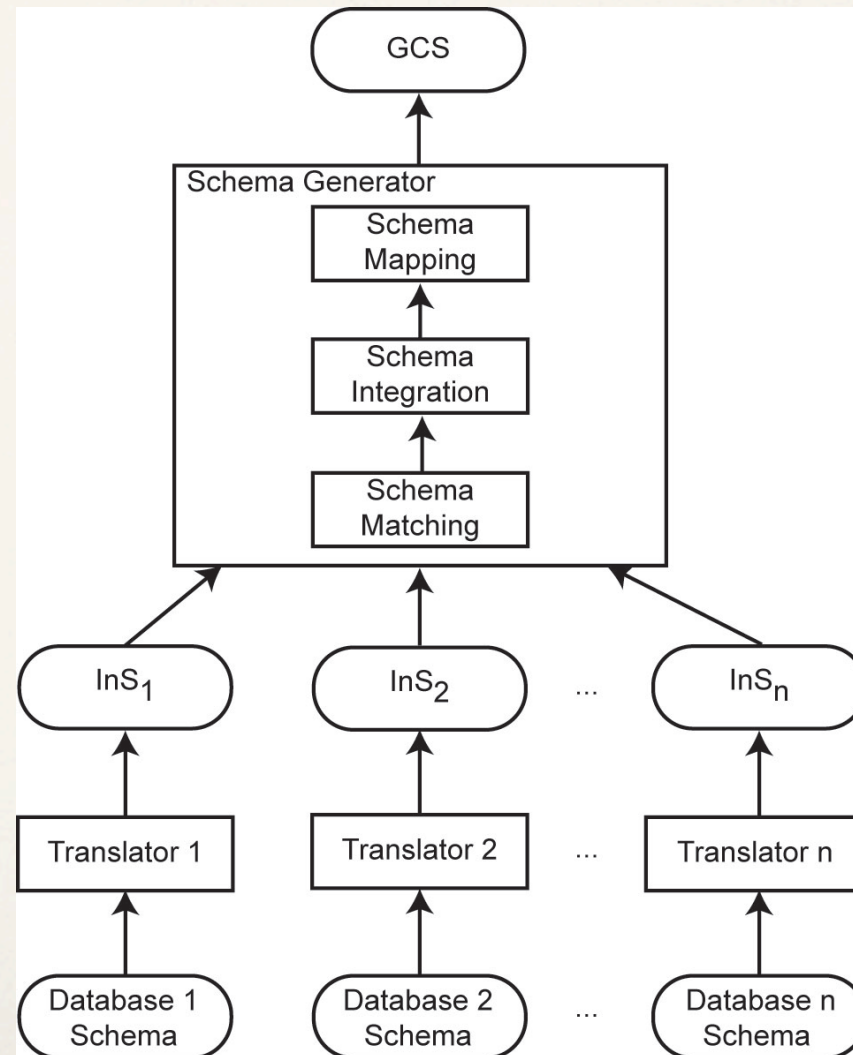 GCS
Schema Generator
Schema
Mapping
Schema
Integration
Schema
Matching
InS1
InS2
...
InSn
Translator 1
Translator 2
...
Translator n
Database 1
Schema
Database 2
Schema
...
Database n
Schema